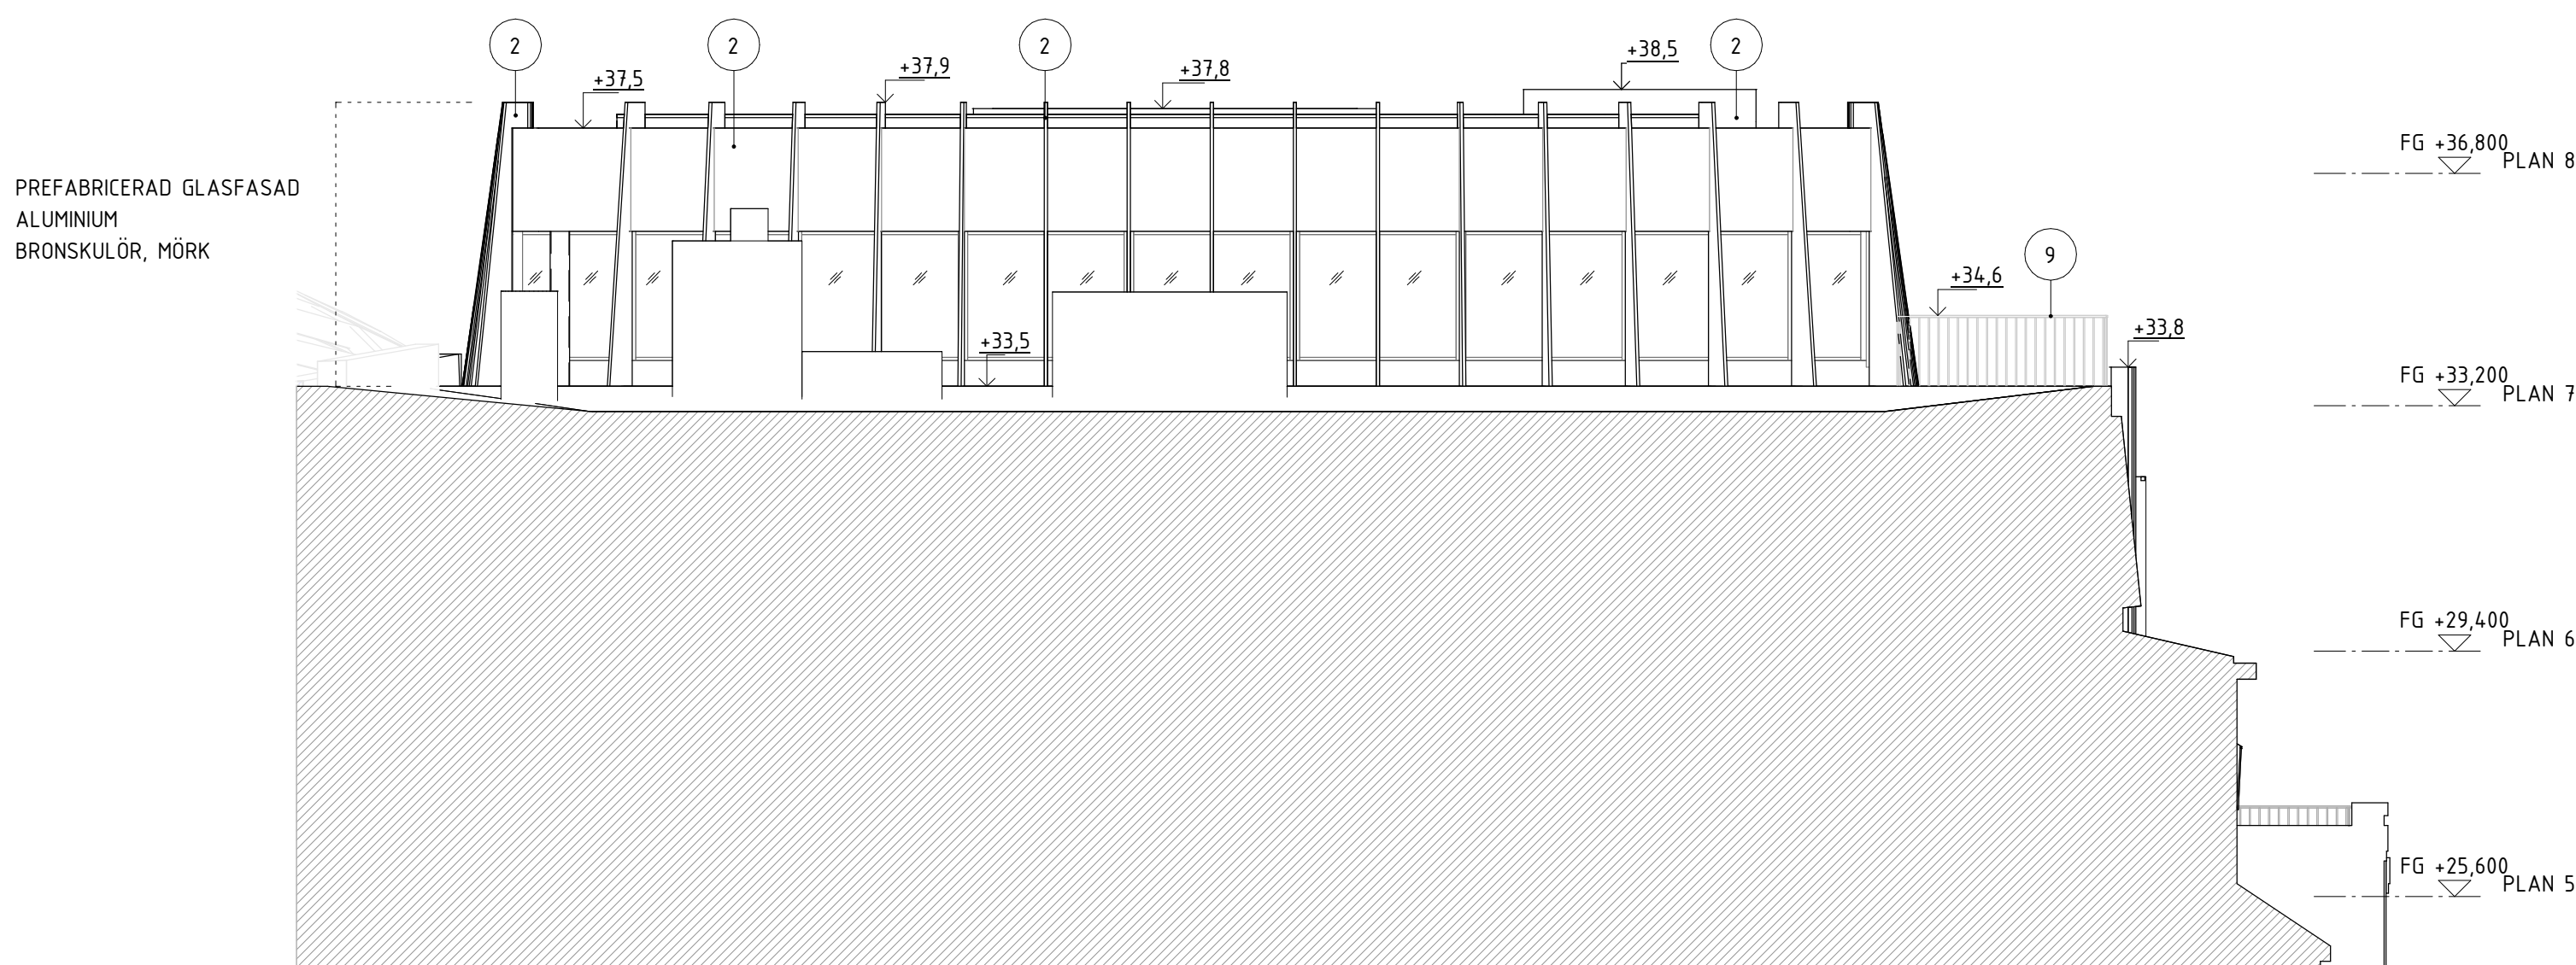 2
2
2
2
+38,5
+37,9
+37,8
+37,5
FG +36,800
PLAN 8
PREFABRICERAD GLASFASAD
ALUMINIUM
BRONSKULÖR, MÖRK
9
+34,6
+33,8
+33,5
FG +33,200
PLAN 7
FG +29,400
PLAN 6
FG +25,600
PLAN 5